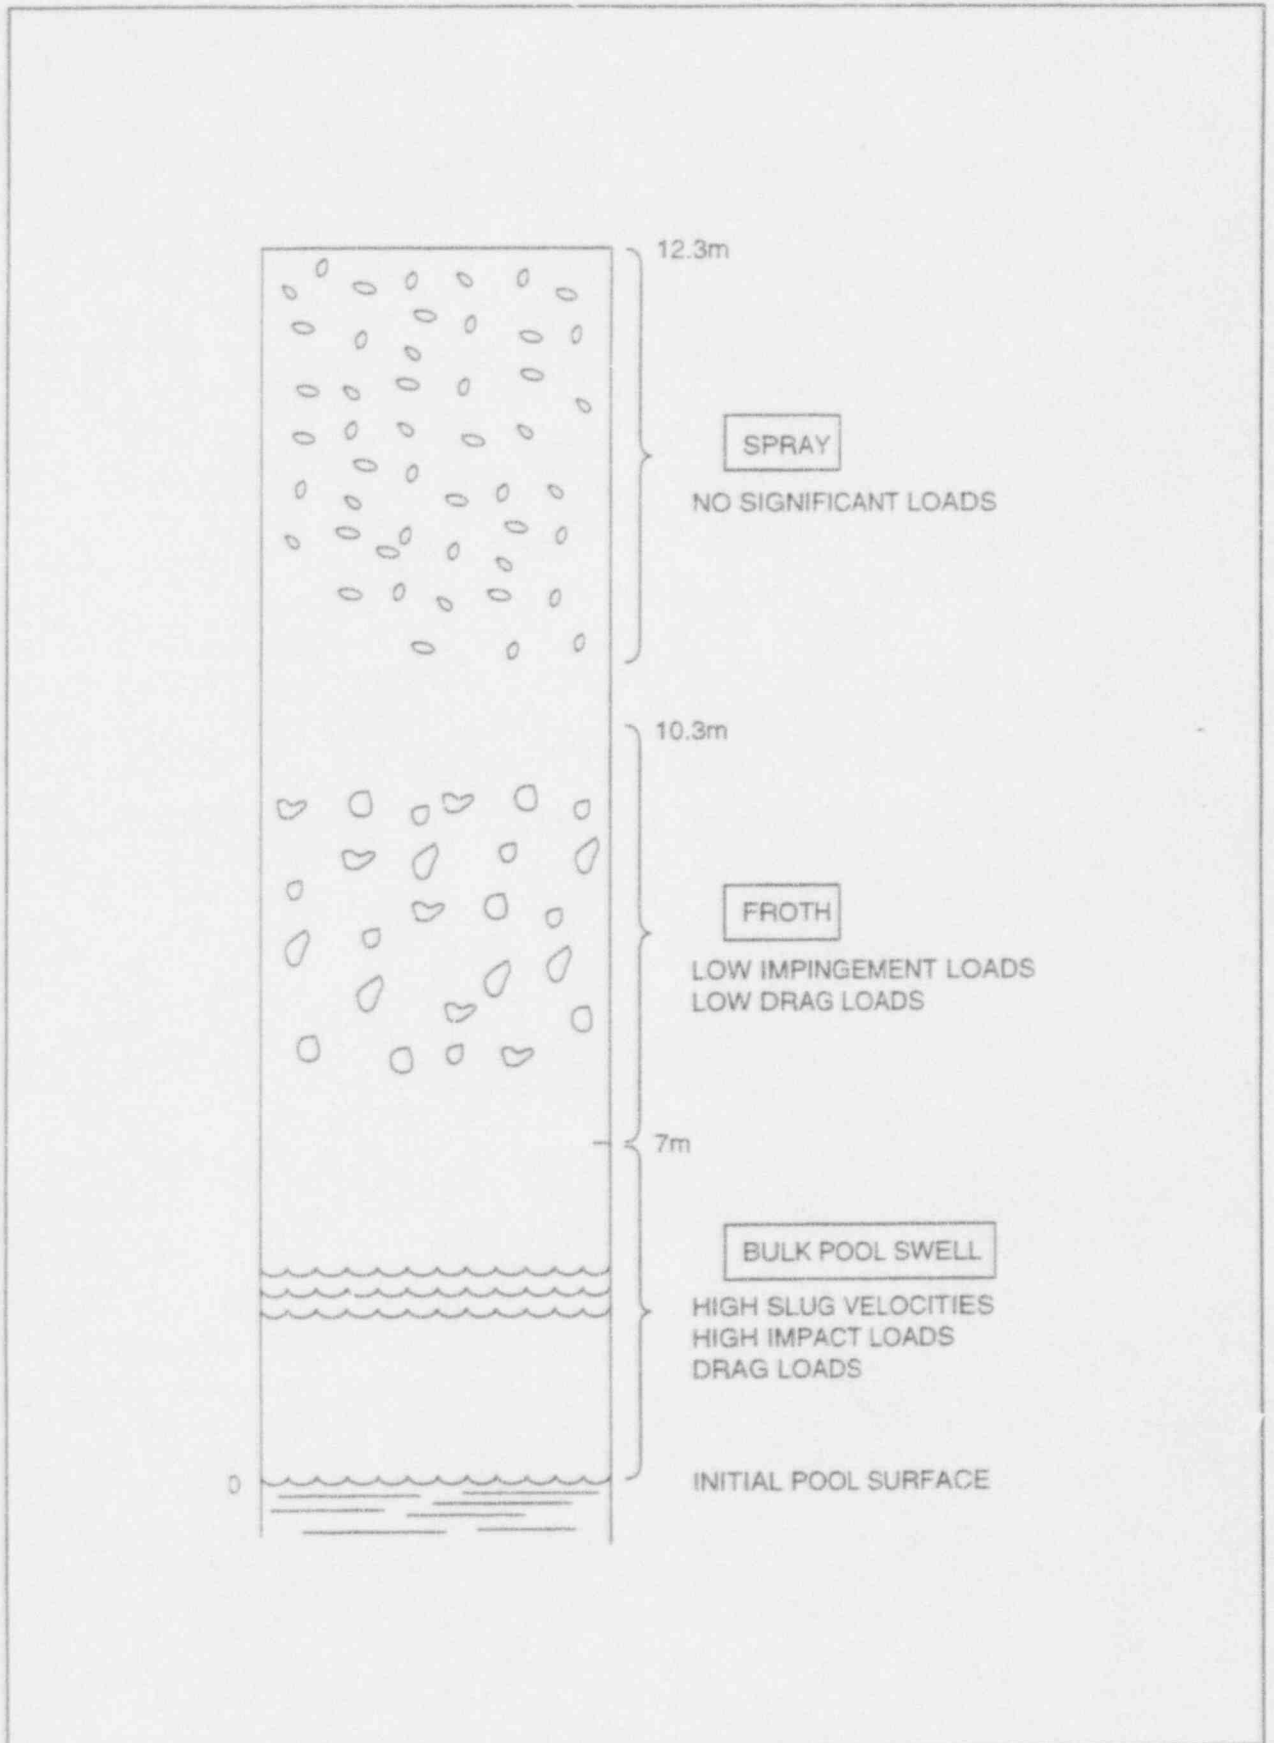 12.3m
SPRAY
NO SIGNIFICANT LOADS
10.3m
FROTH
LOW IMPINGEMENT LOADS
LOW DRAG LOADS
7m
BULK POOL SWELL
HIGH SLUG VELOCITIES
HIGH IMPACT LOADS
DRAG LOADS
0
INITIAL POOL SURFACE